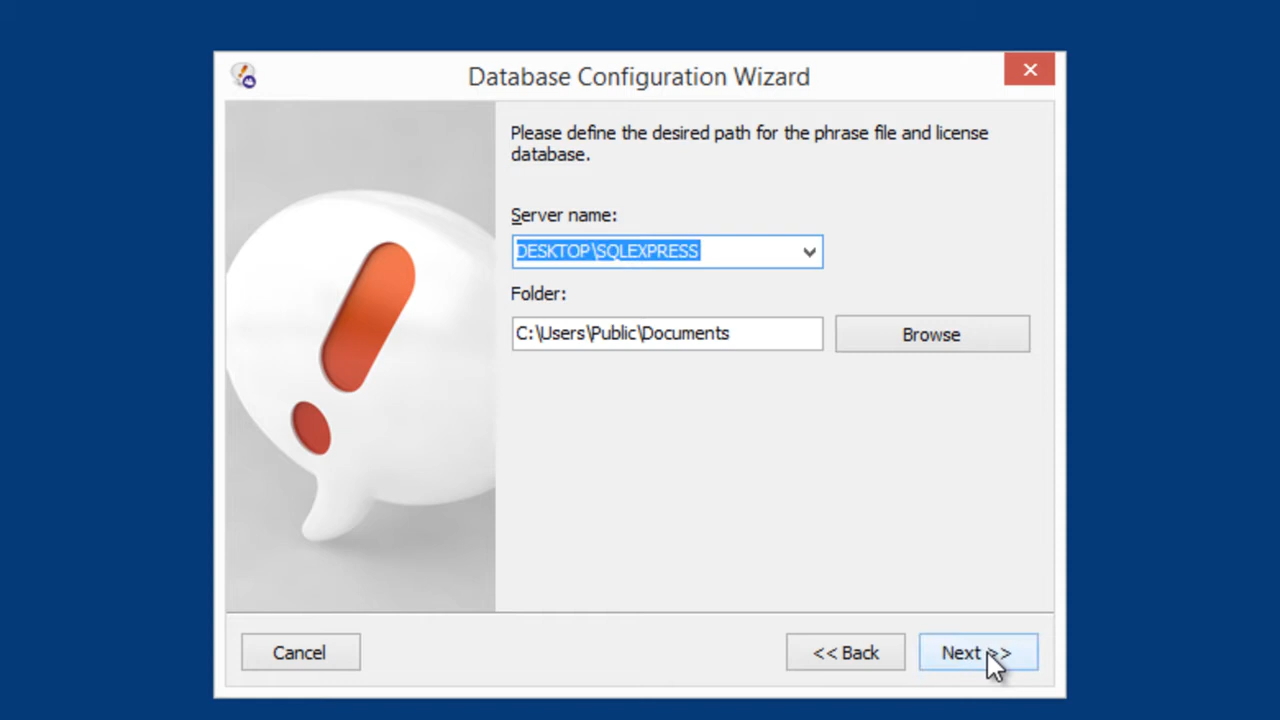 Database Configuration Wizard
Please define the desired path for the phrase file and license
database.
Server name:
DESKTOP\SQLEXPRESS
Folder:
C:\Users\Public\Documents
Browse
Cancel
<< Back
Next >>